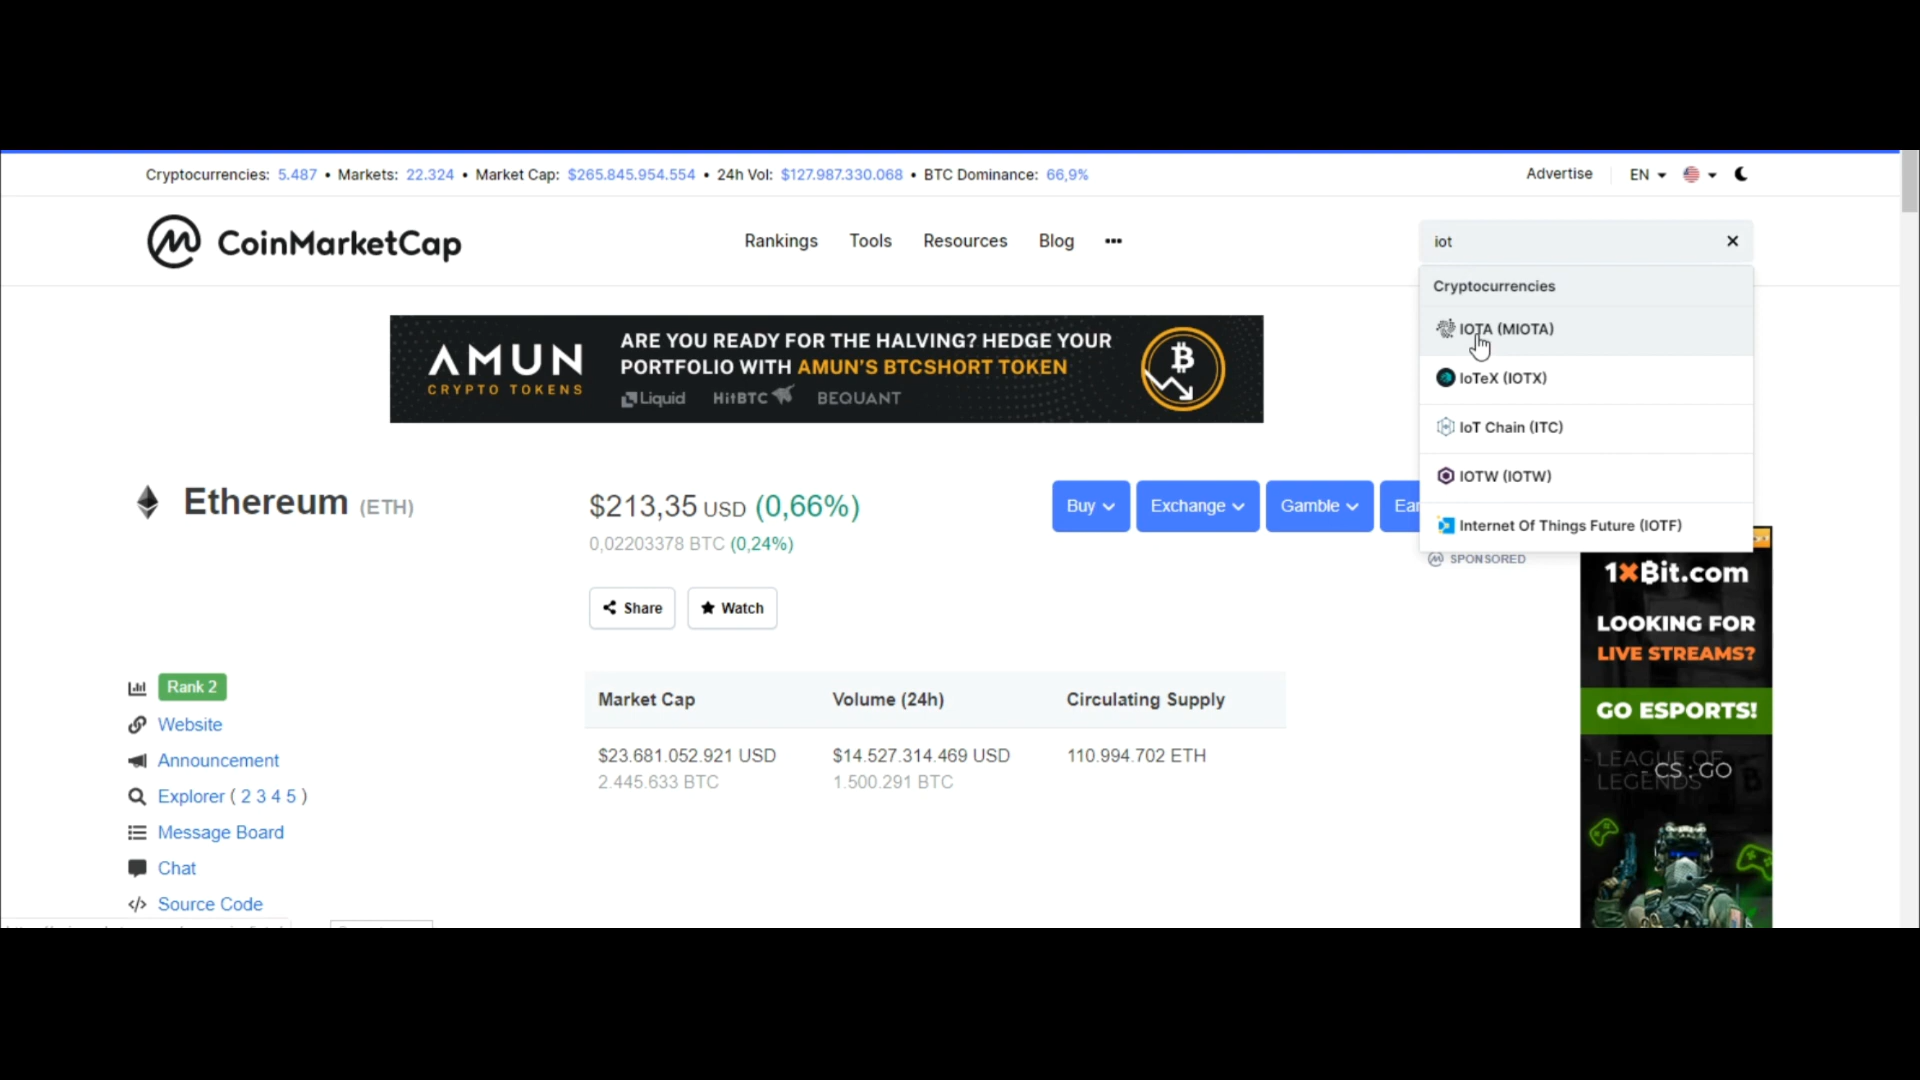 Cryptocurrencies: 5.487 • Markets: 22.324 • Market Cap: $265.845.954.554 • 24h Vol: $127.987.330.068 • BTC Dominance: 66,9%
Advertise
EN
CoinMarketCap
Rankings Tools Resources Blog •••
iot
Cryptocurrencies
IOTA (MIOTA)
IoTeX (IOTX)
IoT Chain (ITC)
IOTW (IOTW)
Internet Of Things Future (IOTF)
AMUN
CRYPTO TOKENS
ARE YOU READY FOR THE HALVING? HEDGE YOUR
PORTFOLIO WITH AMUN'S BTCSHORT TOKEN
Liquid HitBTC BEQUANT
Ethereum (ETH)
$213,35 USD (0,66%)
0,02203378 BTC (0,24%)
Buy Exchange Gamble Ear
SPONSORED
Share Watch
Rank 2
Website
Announcement
Explorer ( 2 3 4 5 )
Message Board
Chat
Source Code
Market Cap Volume (24h) Circulating Supply
$23.681.052.921 USD $14.527.314.469 USD 110.994.702 ETH
2.445.633 BTC 1.500.291 BTC
1xBit.com
LOOKING FOR
LIVE STREAMS?
GO ESPORTS!
LEAGUE OF
LEGENDS
CS : GO